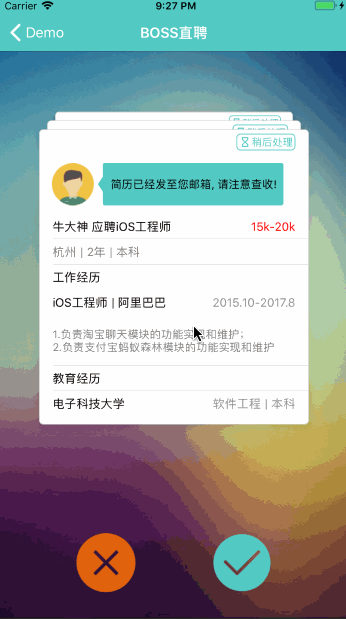 Carrier 9:27 PM
Demo BOSS直聘
稍后处理
简历已经发至您邮箱, 请注意查收!
牛大神 应聘iOS工程师 15k-20k
杭州 | 2年 | 本科
工作经历
iOS工程师 | 阿里巴巴 2015.10-2017.8
1.负责淘宝聊天模块的功能实现和维护;
2.负责支付宝蚂蚁森林模块的功能实现和维护
教育经历
电子科技大学 软件工程 | 本科